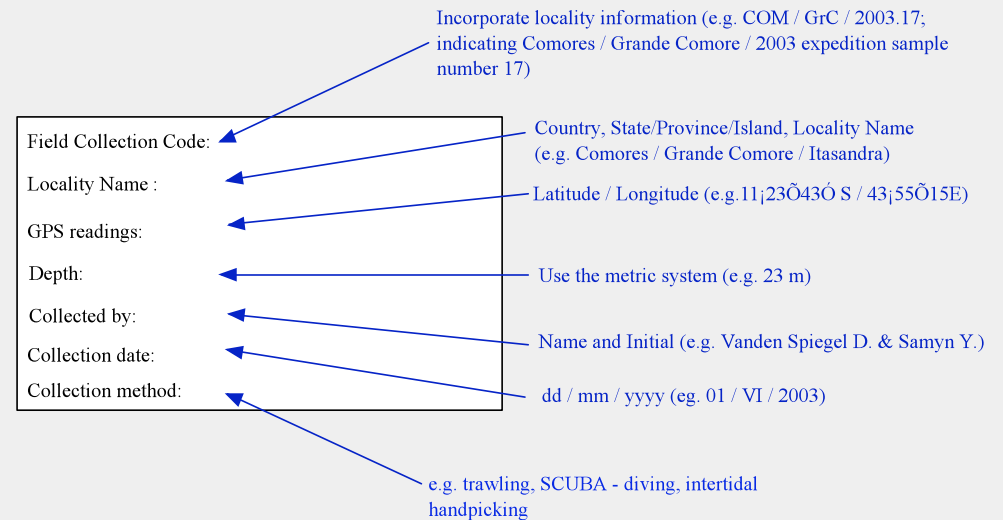 Incorporate locality information (e.g. COM / GrC / 2003.17;
indicating Comores / Grande Comore / 2003 expedition sample
number 17)
Field Collection Code:
Country, State/Province/Island, Locality Name
(e.g. Comores / Grande Comore / Itasandra)
Locality Name :
Latitude / Longitude (e.g.11¡23Õ43Ó S / 43¡55Õ15E)
GPS readings:
Depth:
Use the metric system (e.g. 23 m)
Collected by:
Name and Initial (e.g. Vanden Spiegel D. & Samyn Y.)
Collection date:
dd / mm / yyyy (eg. 01 / VI / 2003)
Collection method:
e.g. trawling, SCUBA - diving, intertidal
handpicking